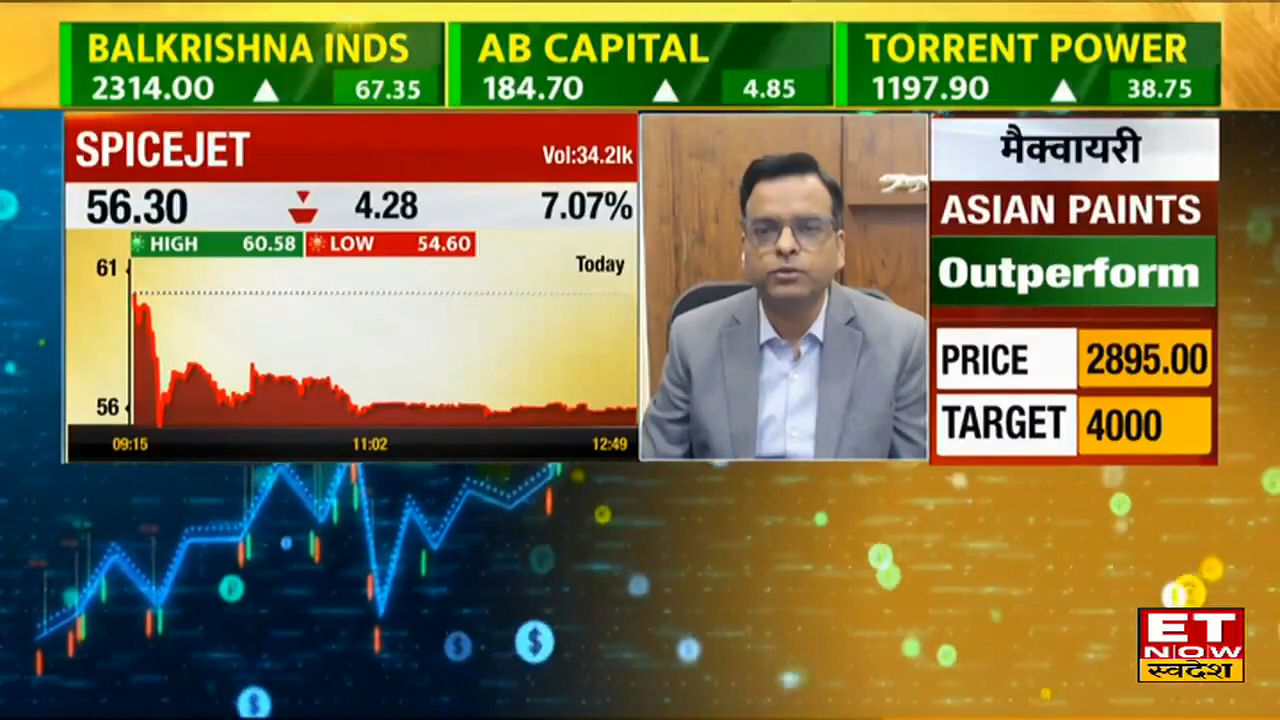 BALKRISHNA INDS
2314.00 67.35
AB CAPITAL
184.70 4.85
TORRENT POWER
1197.90 38.75
SPICEJET
Vol:34.2lk
56.30 4.28 7.07%
HIGH 60.58 LOW 54.60
Today
61
56
09:15 11:02 12:49
मैक्वायरी
ASIAN PAINTS
Outperform
PRICE 2895.00
TARGET 4000
ET
NOW
स्वदेश